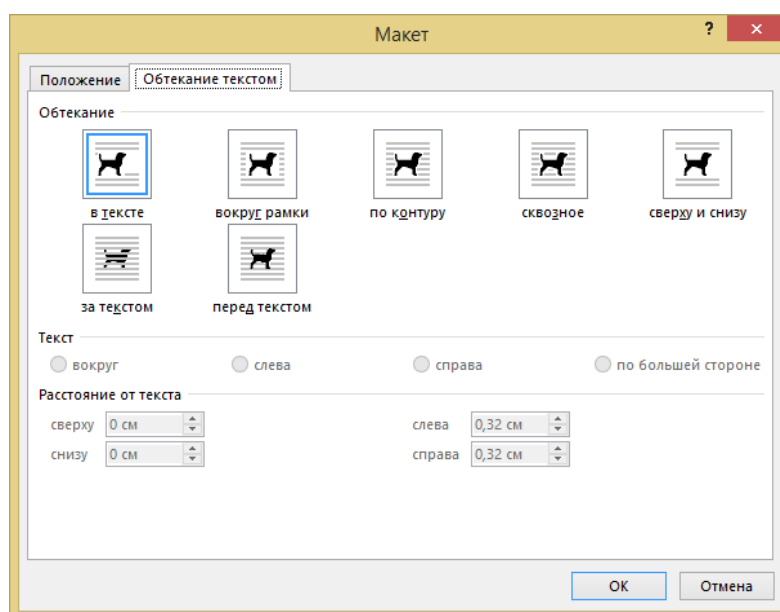 Макет ?
Положение Обтекание текстом
Обтекание
в тексте вокруг рамки по контуру сквозное сверху и снизу
за текстом перед текстом
Текст
вокруг слева справа по большей стороне
Расстояние от текста
сверху 0 см слева 0,32 см
снизу 0 см справа 0,32 см
ОК Отмена